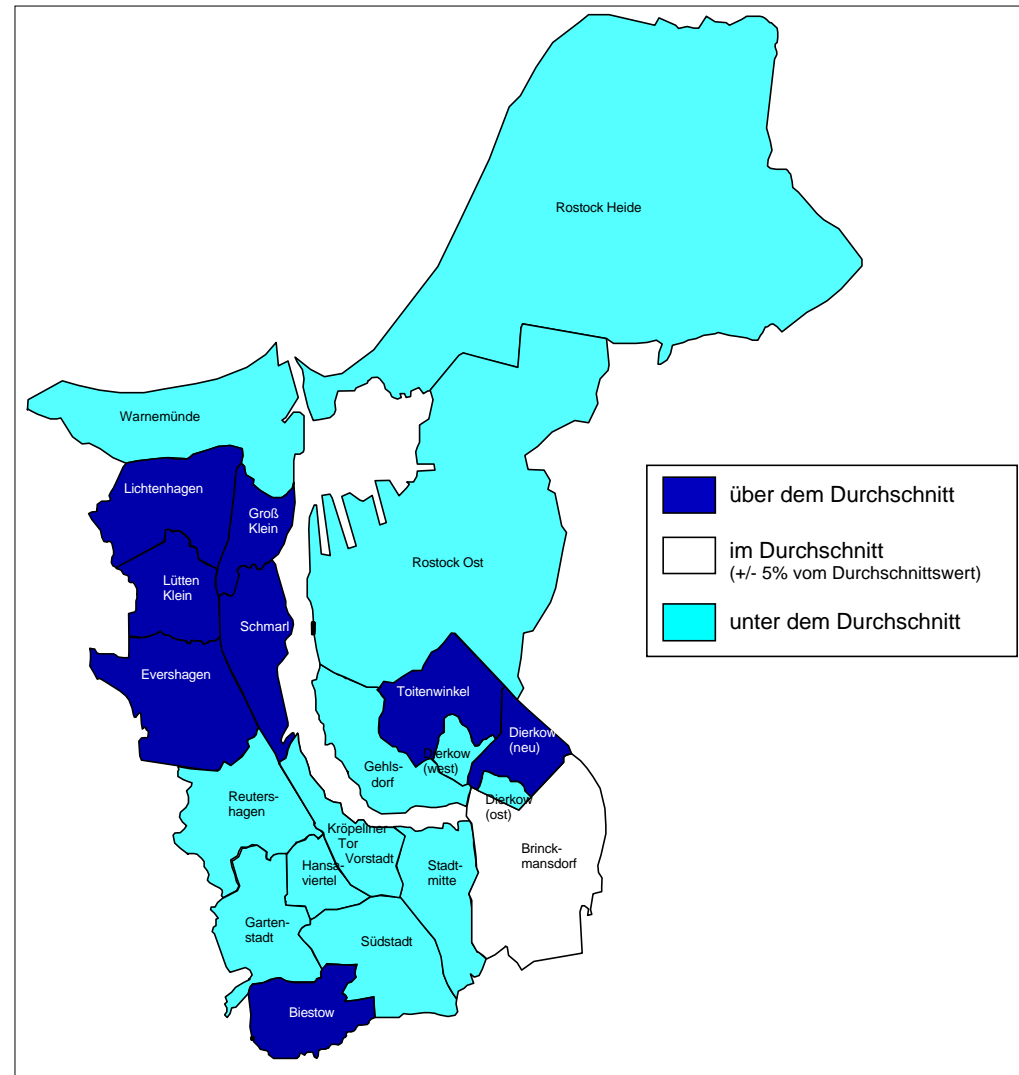 Rostock Heide
Warnemünde
Lichtenhagen
Groß
Klein
über dem Durchschnitt
im Durchschnitt
(+/- 5% vom Durchschnittswert)
unter dem Durchschnitt
Rostock Ost
Lütten
Klein
Schmarl
Evershagen
Toitenwinkel
Dierkow
(neu)
Dierkow
(west)
Gehls-
dorf
Reuters-
hagen
Dierkow
(ost)
Kröpeliner
Tor
Vorstadt
Brinck-
mansdorf
Hansa-
viertel
Stadt-
mitte
Garten-
stadt
Südstadt
Biestow